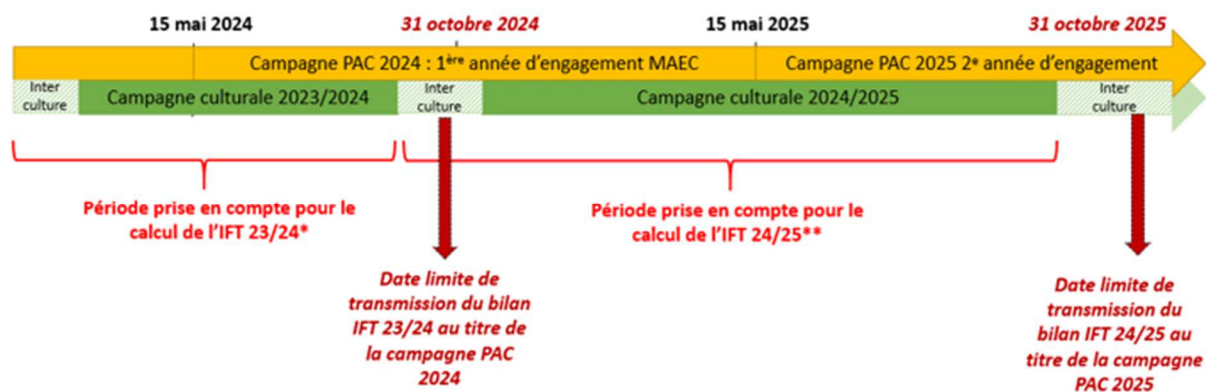 15 mai 2024
31 octobre 2024
15 mai 2025
31 octobre 2025
Campagne PAC 2024 : 1ère année d’engagement MAEC
Campagne PAC 2025 2e année d’engagement
Inter
culture
Campagne culturale 2023/2024
Inter
culture
Campagne culturale 2024/2025
Inter
culture
Période prise en compte pour le
calcul de l’IFT 23/24*
Période prise en compte pour le
calcul de l’IFT 24/25**
Date limite de
transmission du bilan
IFT 23/24 au titre de
la campagne PAC
2024
Date limite de
transmission du
bilan IFT 24/25 au
titre de la campagne
PAC 2025